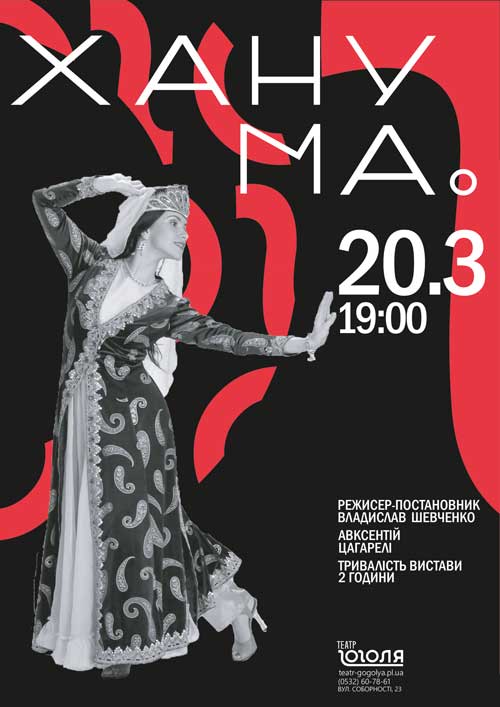 ХАНУ
МА.
20.3
19:00
РЕЖИСЕР-ПОСТАНОВНИК
ВЛАДИСЛАВ ШЕВЧЕНКО
АВКСЕНТІЙ
ЦАГАРЕЛІ
ТРИВАЛІСТЬ ВИСТАВИ
2 ГОДИНИ
ТЕАТР
ГОГОЛЯ
teatr-gogolya.pl.ua
(0532) 60-78-61
ВУЛ. СОБОРНОСТІ, 23